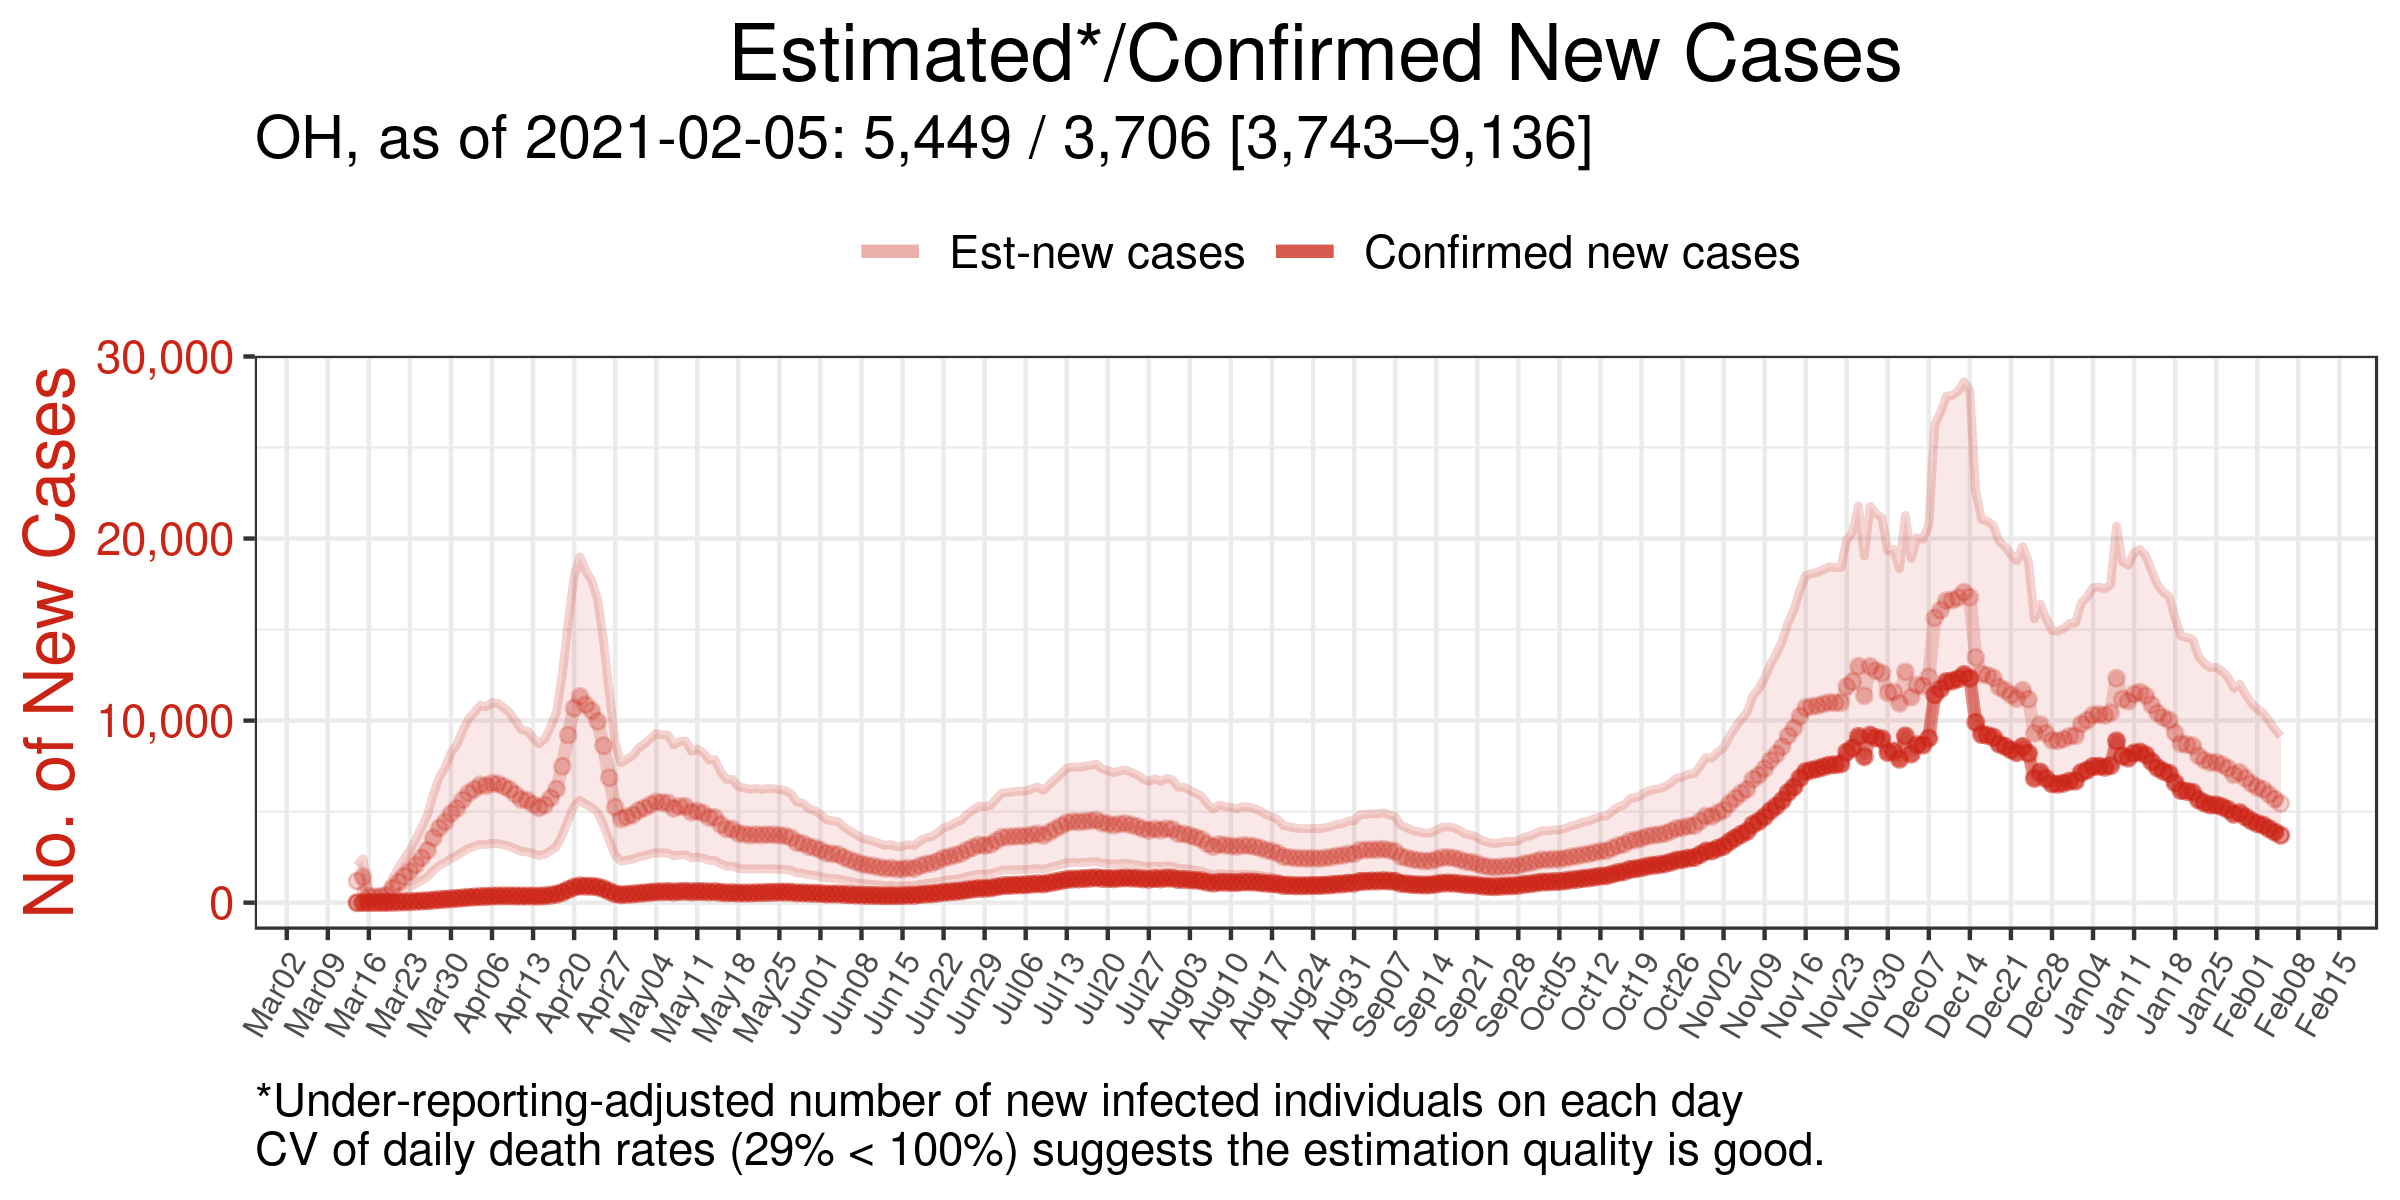 Estimated*/Confirmed New Cases
OH, as of 2021-02-05: 5,449 / 3,706 [3,743–9,136]
Est-new cases Confirmed new cases
No. of New Cases
30,000
20,000
10,000
0
Mar02 Mar09 Mar16 Mar23 Mar30 Apr06 Apr13 Apr20 Apr27 May04 May11 May18 May25 Jun01 Jun08 Jun15 Jun22 Jun29 Jul06 Jul13 Jul20 Jul27 Aug03 Aug10 Aug17 Aug24 Aug31 Sep07 Sep14 Sep21 Sep28 Oct05 Oct12 Oct19 Oct26 Nov02 Nov09 Nov16 Nov23 Nov30 Dec07 Dec14 Dec21 Dec28 Jan04 Jan11 Jan18 Jan25 Feb01 Feb08 Feb15
*Under-reporting-adjusted number of new infected individuals on each day
CV of daily death rates (29% < 100%) suggests the estimation quality is good.